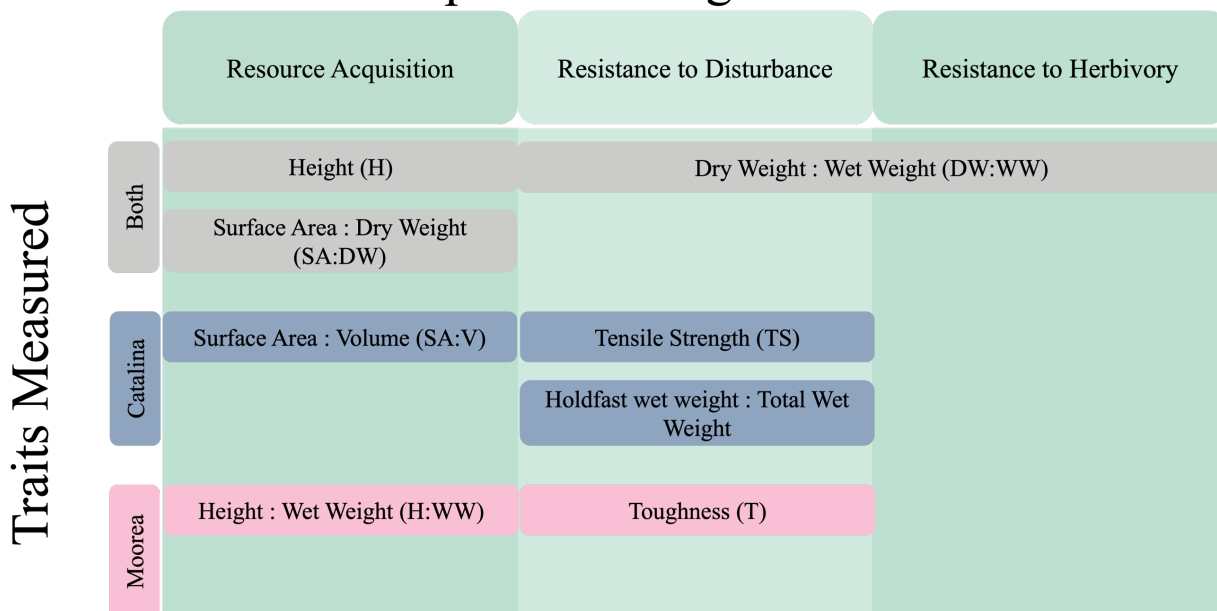 Resource Acquisition
Resistance to Disturbance
Resistance to Herbivory
Traits Measured
Both
Height (H)
Dry Weight : Wet Weight (DW:WW)
Surface Area : Dry Weight
(SA:DW)
Catalina
Surface Area : Volume (SA:V)
Tensile Strength (TS)
Holdfast wet weight : Total Wet
Weight
Moorea
Height : Wet Weight (H:WW)
Toughness (T)